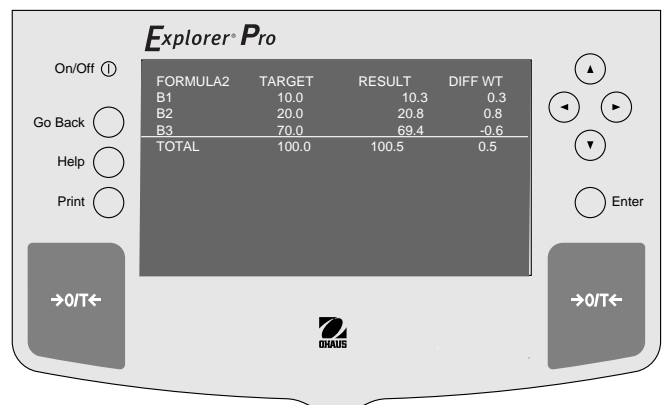 Explorer® Pro
On/Off
FORMULA2 TARGET RESULT DIFF WT
B1 10.0 10.3 0.3
B2 20.0 20.8 0.8
B3 70.0 69.4 -0.6
TOTAL 100.0 100.5 0.5
Go Back
Help
Print
Enter
→0/T←
→0/T←
OHAUS